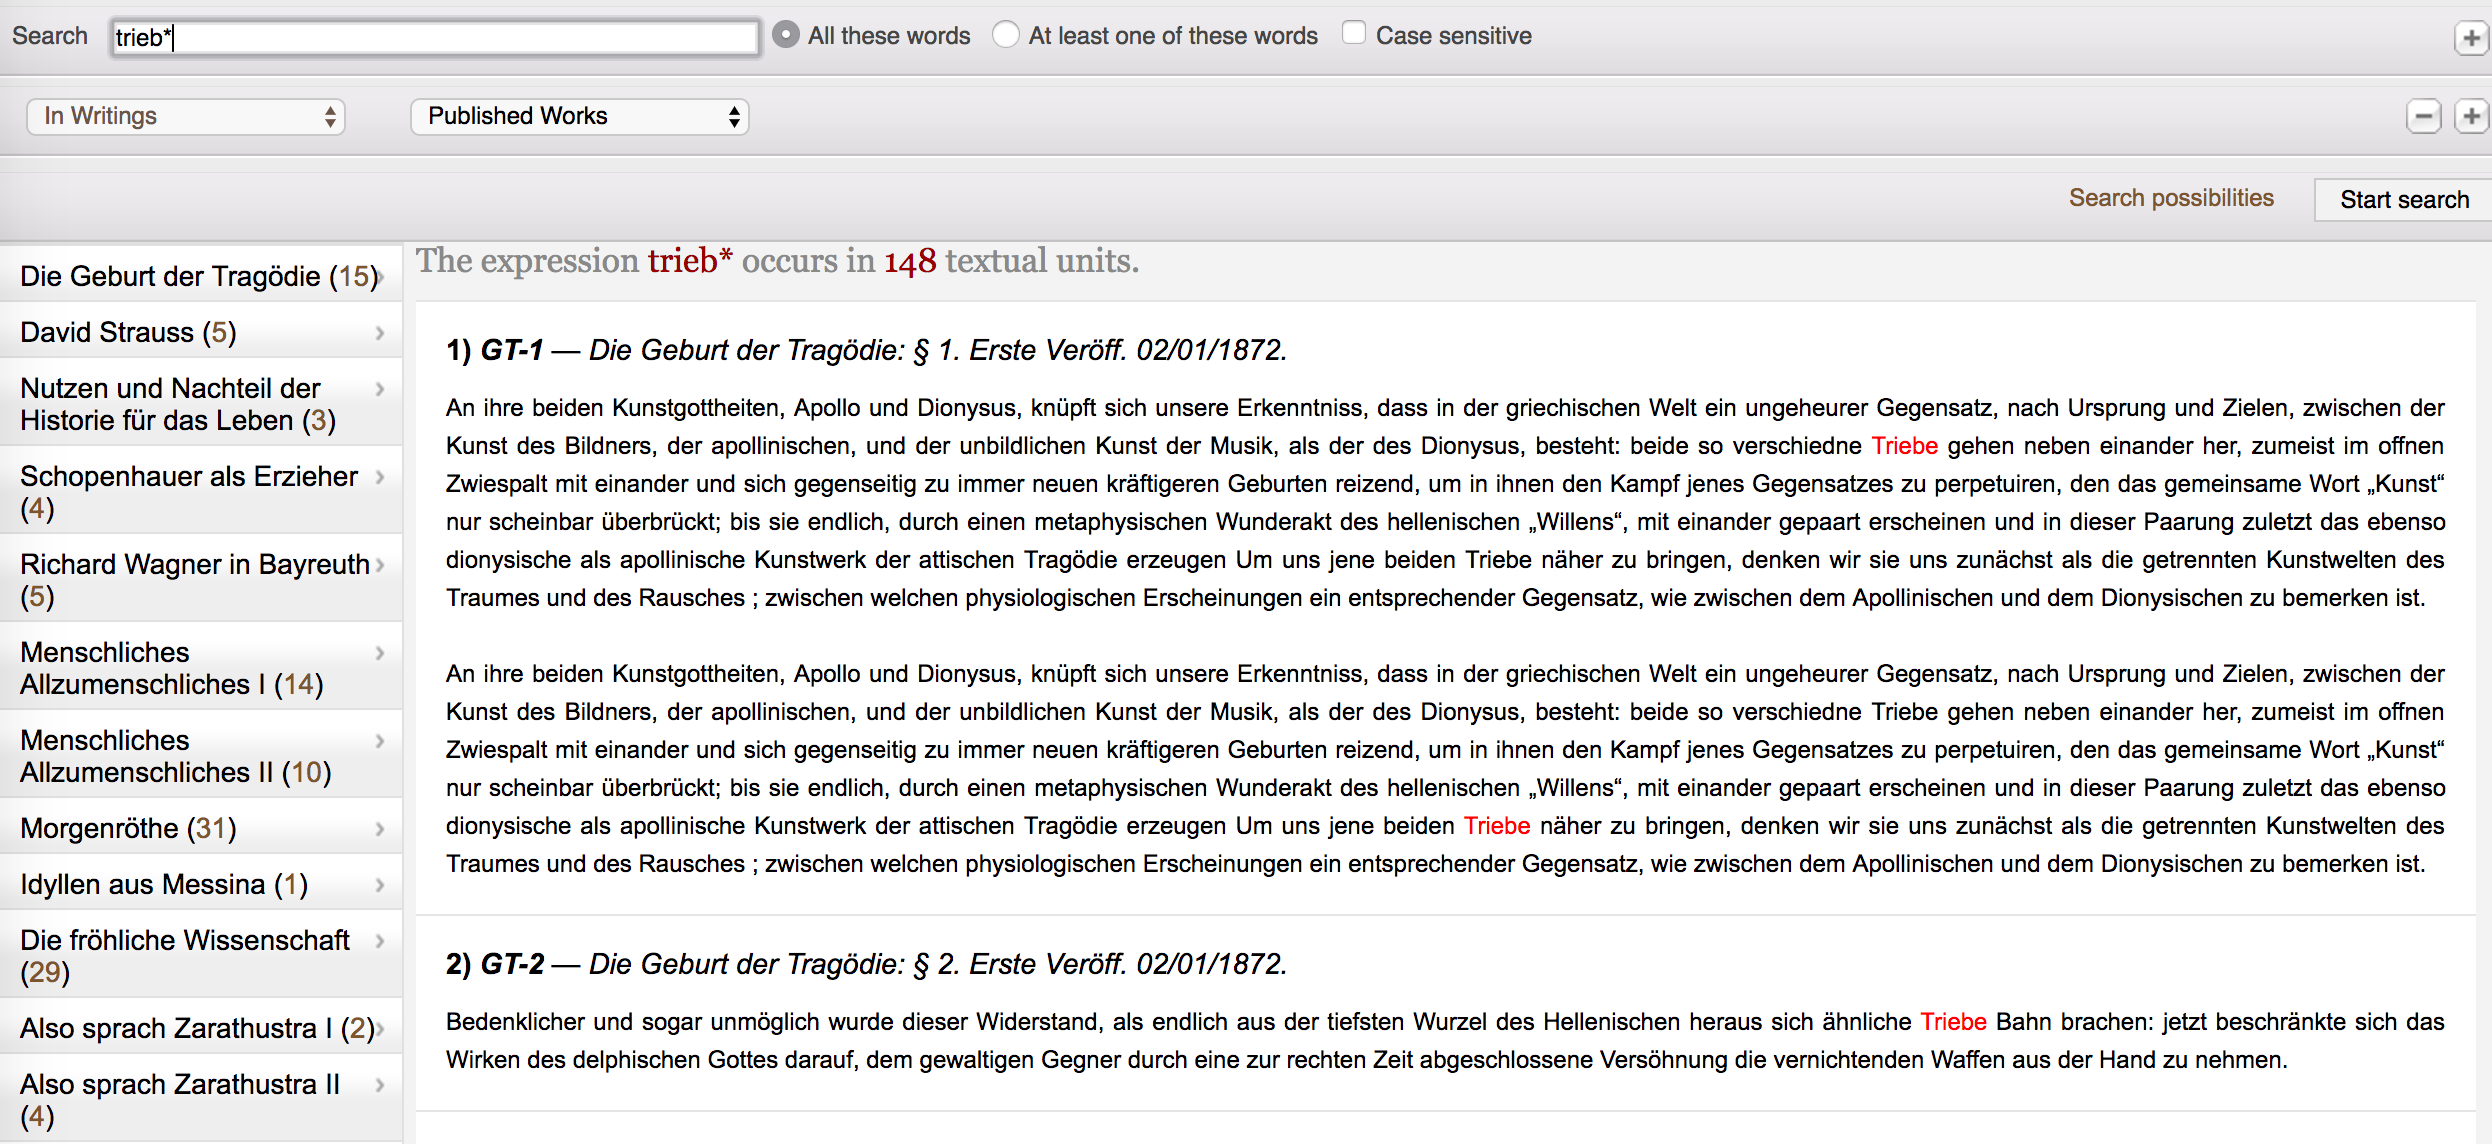 Search trieb* All these words At least one of these words Case sensitive
In Writings Published Works
Search possibilities Start search
Die Geburt der Tragödie (15)
David Strauss (5)
Nutzen und Nachteil der
Historie für das Leben (3)
Schopenhauer als Erzieher
(4)
Richard Wagner in Bayreuth
(5)
Menschliches
Allzumenschliches I (14)
Menschliches
Allzumenschliches II (10)
Morgenröthe (31)
Idyllen aus Messina (1)
Die fröhliche Wissenschaft
(29)
Also sprach Zarathustra I (2)
Also sprach Zarathustra II
(4)
The expression trieb* occurs in 148 textual units.
1) GT-1 — Die Geburt der Tragödie: § 1. Erste Veröff. 02/01/1872.
An ihre beiden Kunstgottheiten, Apollo und Dionysus, knüpft sich unsere Erkenntniss, dass in der griechischen Welt ein ungeheurer Gegensatz, nach Ursprung und Zielen, zwischen der
Kunst des Bildners, der apollinischen, und der unbildlichen Kunst der Musik, als der des Dionysus, besteht: beide so verschiedne Triebe gehen neben einander her, zumeist im offnen
Zwiespalt mit einander und sich gegenseitig zu immer neuen kräftigeren Geburten reizend, um in ihnen den Kampf jenes Gegensatzes zu perpetuiren, den das gemeinsame Wort „Kunst“
nur scheinbar überbrückt; bis sie endlich, durch einen metaphysischen Wunderakt des hellenischen „Willens“, mit einander gepaart erscheinen und in dieser Paarung zuletzt das ebenso
dionysische als apollinische Kunstwerk der attischen Tragödie erzeugen Um uns jene beiden Triebe näher zu bringen, denken wir sie uns zunächst als die getrennten Kunstwelten des
Traumes und des Rausches ; zwischen welchen physiologischen Erscheinungen ein entsprechender Gegensatz, wie zwischen dem Apollinischen und dem Dionysischen zu bemerken ist.
An ihre beiden Kunstgottheiten, Apollo und Dionysus, knüpft sich unsere Erkenntniss, dass in der griechischen Welt ein ungeheurer Gegensatz, nach Ursprung und Zielen, zwischen der
Kunst des Bildners, der apollinischen, und der unbildlichen Kunst der Musik, als der des Dionysus, besteht: beide so verschiedne Triebe gehen neben einander her, zumeist im offnen
Zwiespalt mit einander und sich gegenseitig zu immer neuen kräftigeren Geburten reizend, um in ihnen den Kampf jenes Gegensatzes zu perpetuiren, den das gemeinsame Wort „Kunst“
nur scheinbar überbrückt; bis sie endlich, durch einen metaphysischen Wunderakt des hellenischen „Willens“, mit einander gepaart erscheinen und in dieser Paarung zuletzt das ebenso
dionysische als apollinische Kunstwerk der attischen Tragödie erzeugen Um uns jene beiden Triebe näher zu bringen, denken wir sie uns zunächst als die getrennten Kunstwelten des
Traumes und des Rausches ; zwischen welchen physiologischen Erscheinungen ein entsprechender Gegensatz, wie zwischen dem Apollinischen und dem Dionysischen zu bemerken ist.
2) GT-2 — Die Geburt der Tragödie: § 2. Erste Veröff. 02/01/1872.
Bedenklicher und sogar unmöglich wurde dieser Widerstand, als endlich aus der tiefsten Wurzel des Hellenischen heraus sich ähnliche Triebe Bahn brachen: jetzt beschränkte sich das
Wirken des delphischen Gottes darauf, dem gewaltigen Gegner durch eine zur rechten Zeit abgeschlossene Versöhnung die vernichtenden Waffen aus der Hand zu nehmen.